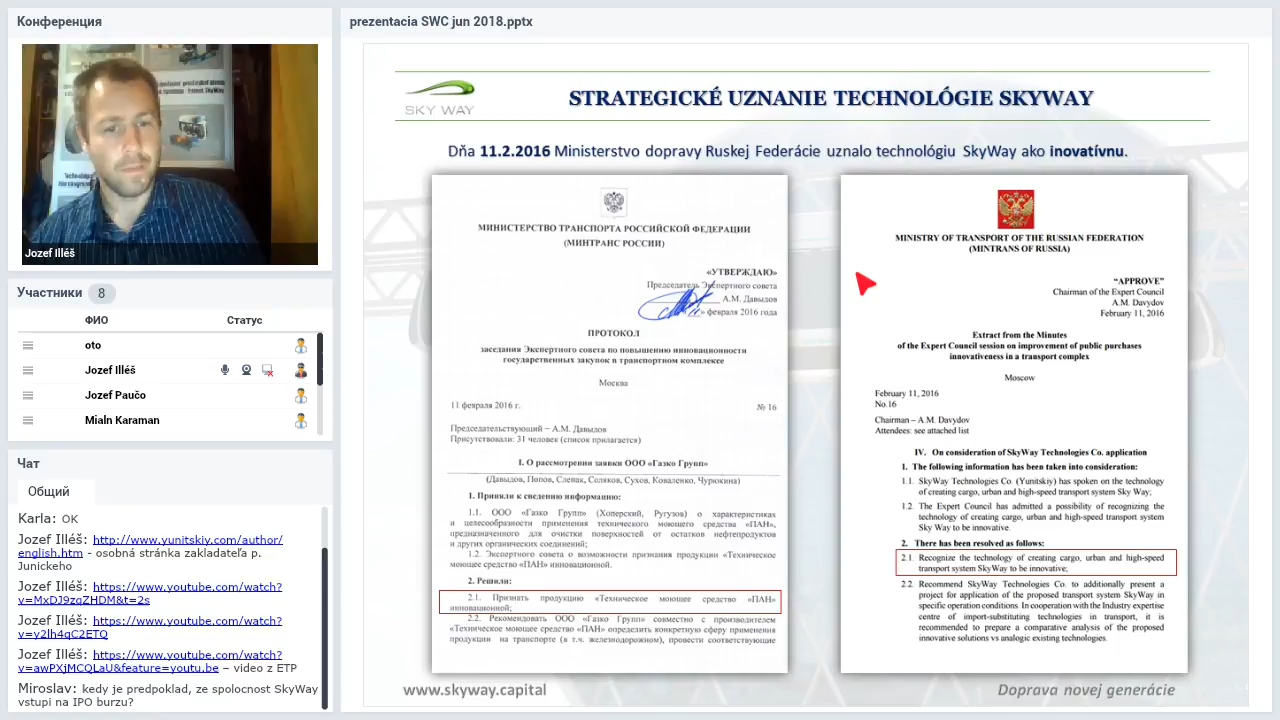 Конференция
Jozef Illéš
Участники 8
ФИО Статус
oto
Jozef Illéš
Jozef Paučo
Mialn Karaman
Чат
Общий
Karla: OK
Jozef Illéš: http://www.yunitskiy.com/author/
english.htm - osobná stránka zakladateľa p.
Junickeho
Jozef Illéš: https://www.youtube.com/watch?
v=MxDJ9zqZHDM&t=2s
Jozef Illéš: https://www.youtube.com/watch?
v=y2lh4qC2ETQ
Jozef Illéš: https://www.youtube.com/watch?
v=awPXjMCQLaU&feature=youtu.be – video z ETP
Miroslav: kedy je predpoklad, ze spolocnost SkyWay
vstupi na IPO burzu?
prezentacia SWC jun 2018.pptx
SKY WAY
STRATEGICKÉ UZNANIE TECHNOLÓGIE SKYWAY
Dňa 11.2.2016 Ministerstvo dopravy Ruskej Federácie uznalo technológiu SkyWay ako inovatívnu.
МИНИСТЕРСТВО ТРАНСПОРТА РОССИЙСКОЙ ФЕДЕРАЦИИ
(МИНТРАНС РОССИИ)
«УТВЕРЖДАЮ»
Председатель Экспертного совета
А.М. Давыдов
» февраля 2016 года
ПРОТОКОЛ
заседания Экспертного совета по повышению инновационности
государственных закупок в транспортном комплексе
Москва
11 февраля 2016 г. № 16
Председательствующий – А.М. Давыдов
Присутствовали: 31 человек (список прилагается)
1. О рассмотрении заявки ООО «Газко Групп»
(Давыдов, Попов, Слепак, Соляков, Сухов, Коваленко, Чурюкина)
1. Приняли к сведению информацию:
1.1. ООО «Газко Групп» (Хоперский, Ругузов) о характеристиках
и целесообразности применения технического моющего средства «ПАН»,
предназначенного для очистки поверхностей от остатков нефтепродуктов
и других органических соединений;
1.2. Экспертного совета о возможности признания продукции «Техническое
моющее средство «ПАН» инновационной.
2. Решили:
2.1. Признать продукцию «Техническое моющее средство «ПАН»
инновационной;
2.2. Рекомендовать ООО «Газко Групп» совместно с производителем
«Техническое моющее средство «ПАН» определить конкретную сферу применения
продукции на транспорте (в т.ч. железнодорожном), провести соответствующие
MINISTRY OF TRANSPORT OF THE RUSSIAN FEDERATION
(MINTRANS OF RUSSIA)
“APPROVE”
Chairman of the Expert Council
A.M. Davydov
February 11, 2016
Extract from the Minutes
of the Expert Council session on improvement of public purchases
innovativeness in a transport complex
Moscow
February 11, 2016
No.16
Chairman – A.M. Davydov
Attendees: see attached list
IV. On consideration of SkyWay Technologies Co. application
1. The following information has been taken into consideration:
1.1. SkyWay Technologies Co. (Yunitskiy) has spoken on the technology
of creating cargo, urban and high-speed transport system Sky Way;
1.2. The Expert Council has admitted a possibility of recognizing the
technology of creating cargo, urban and high-speed transport system
Sky Way to be innovative.
2. There has been resolved as follows:
2.1. Recognize the technology of creating cargo, urban and high-speed
transport system SkyWay to be innovative;
2.2. Recommend SkyWay Technologies Co. to additionally present a
project for application of transport system SkyWay in
specific operation conditions. In cooperation with the Industry expertise
centre of import-substituting technologies in transport, it is
recommended to prepare a comparative analysis of the proposed
innovative solutions vs analogic existing technologies.
www.skyway.capital
Doprava novej generácie